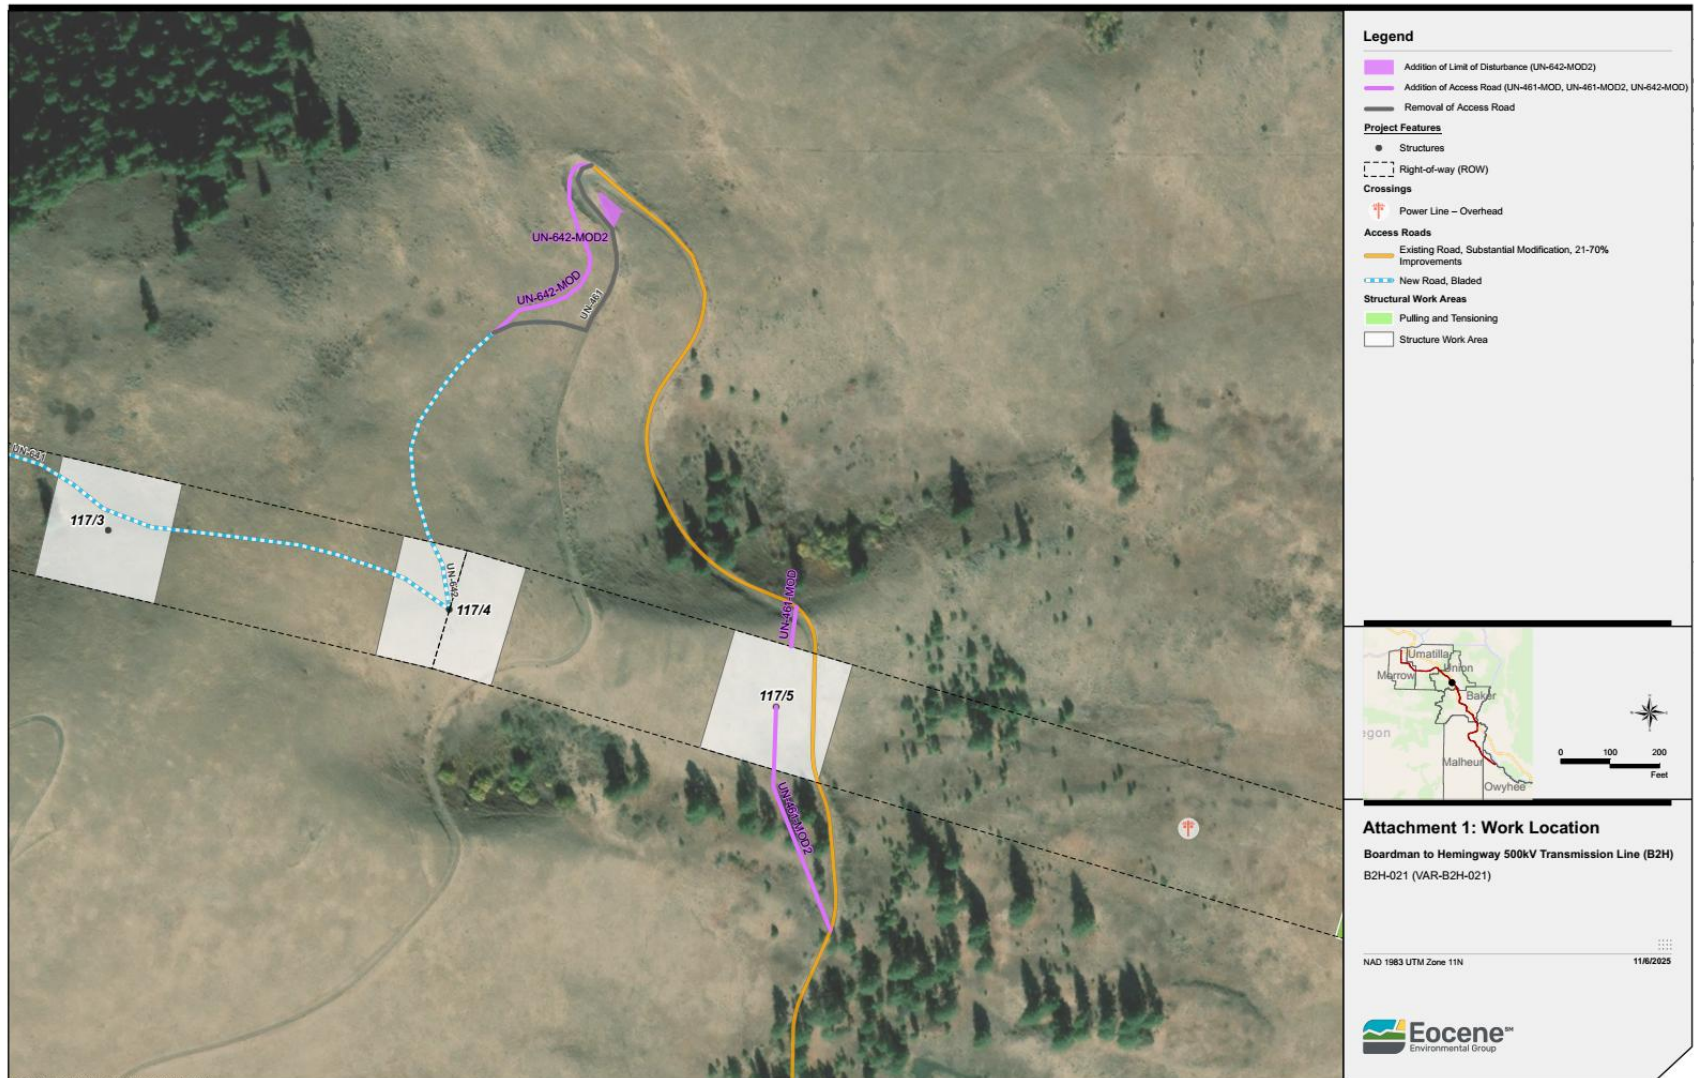 UN-642-MOD2
UN-642-MOD
UN-461
UN-631
117/3
UN-642
117/4
UN-461-MOD
117/5
UN-461-MOD2
Legend
Addition of Limit of Disturbance (UN-642-MOD2)
Addition of Access Road (UN-461-MOD, UN-461-MOD2, UN-642-MOD)
Removal of Access Road
Project Features
Structures
Right-of-way (ROW)
Crossings
Power Line – Overhead
Access Roads
Existing Road, Substantial Modification, 21-70%
Improvements
New Road, Bladed
Structural Work Areas
Pulling and Tensioning
Structure Work Area
Umatilla
Union
Morrow
Baker
egon
Malheur
Owyhee
0 100 200
Feet
Attachment 1: Work Location
Boardman to Hemingway 500kV Transmission Line (B2H)
B2H-021 (VAR-B2H-021)
NAD 1983 UTM Zone 11N
11/6/2025
Eocene SM
Environmental Group